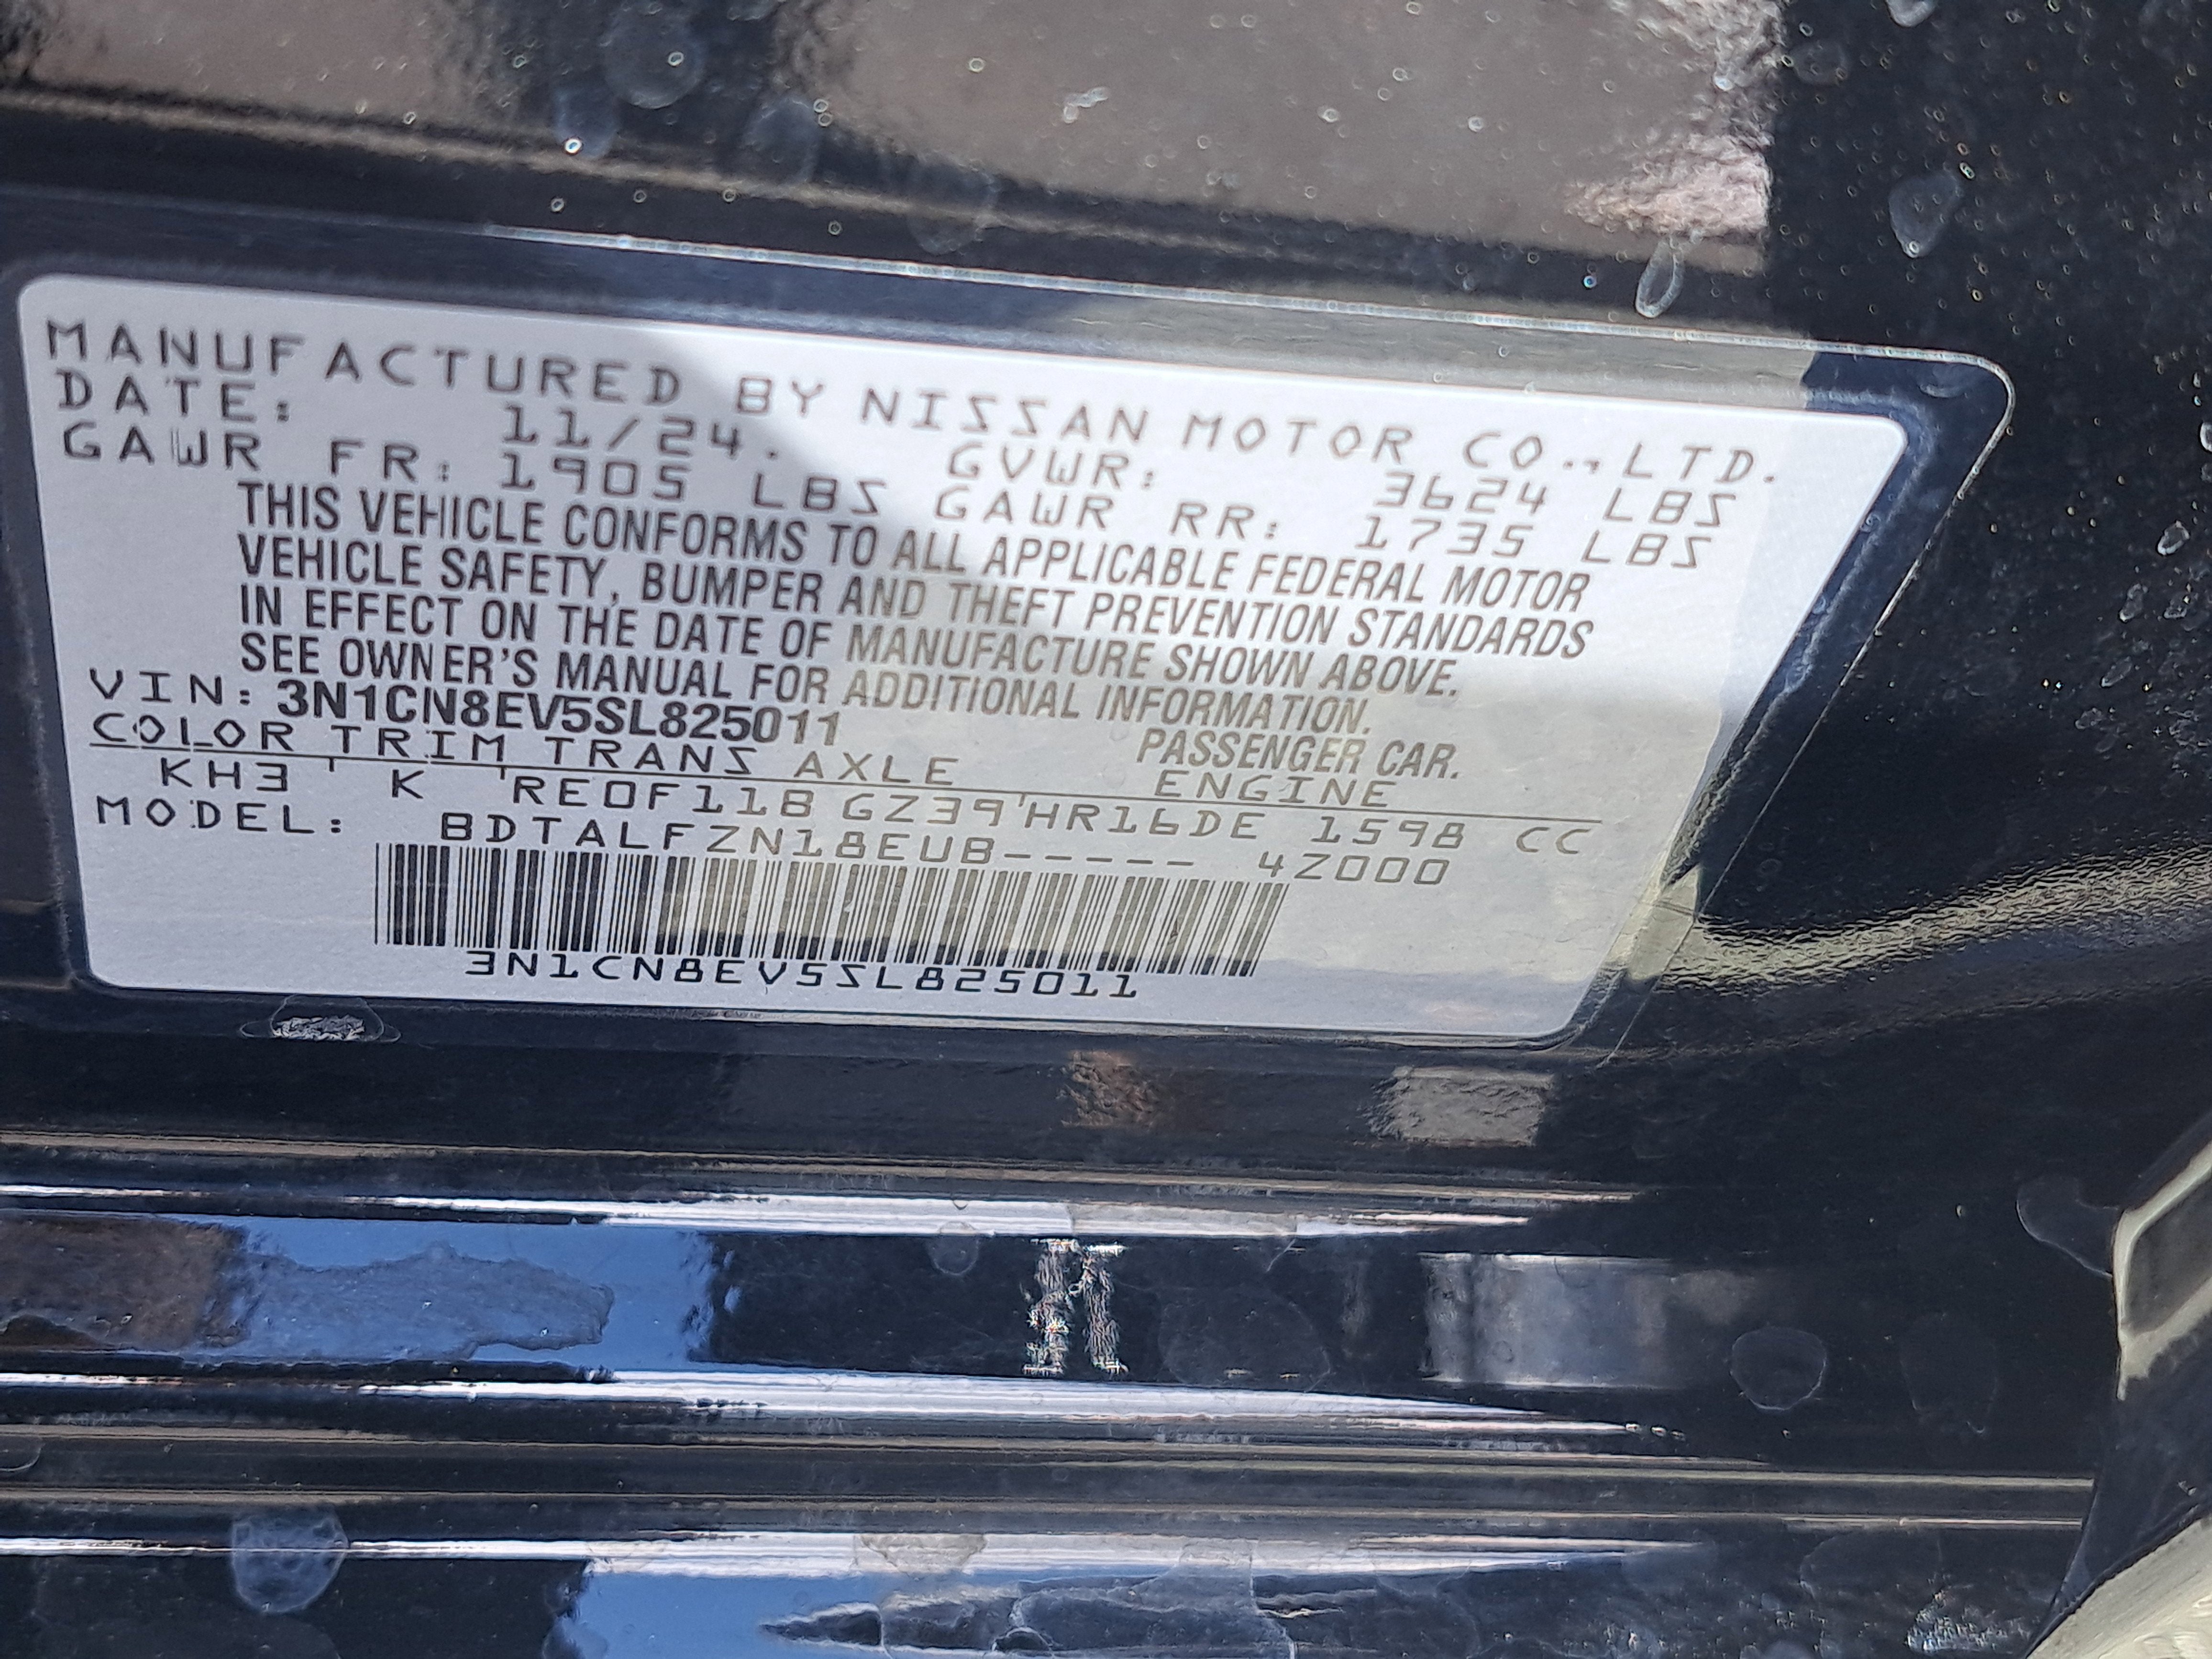 MANUFACTURED BY NISSAN MOTOR CO.,LTD.
DATE: 11/24. GVWR: 3624 LBS
GAWR FR: 1905 LBS GAWR RR: 1735 LBS
THIS VEHICLE CONFORMS TO ALL APPLICABLE FEDERAL MOTOR
VEHICLE SAFETY, BUMPER AND THEFT PREVENTION STANDARDS
IN EFFECT ON THE DATE OF MANUFACTURE SHOWN ABOVE.
SEE OWNER'S MANUAL FOR ADDITIONAL INFORMATION.
VIN: 3N1CN8EV5SL825011 PASSENGER CAR.
COLOR TRIM TRANS AXLE ENGINE
KH3 K RE0F11B GZ39 HR16DE 1598 CC
MODEL: BDTALFZN18EUB----- 4Z000
3N1CN8EV5SL825011